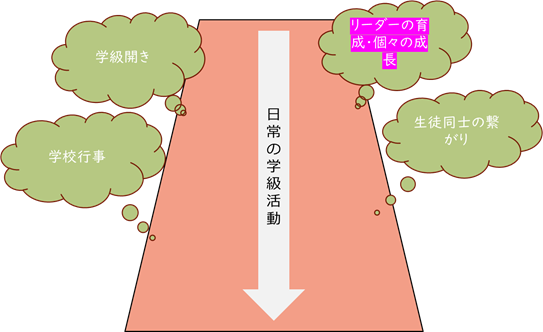 学級開き
リーダーの育
成・個々の成
長
学校行事
生徒同士の繋
がり
日常の学級活動